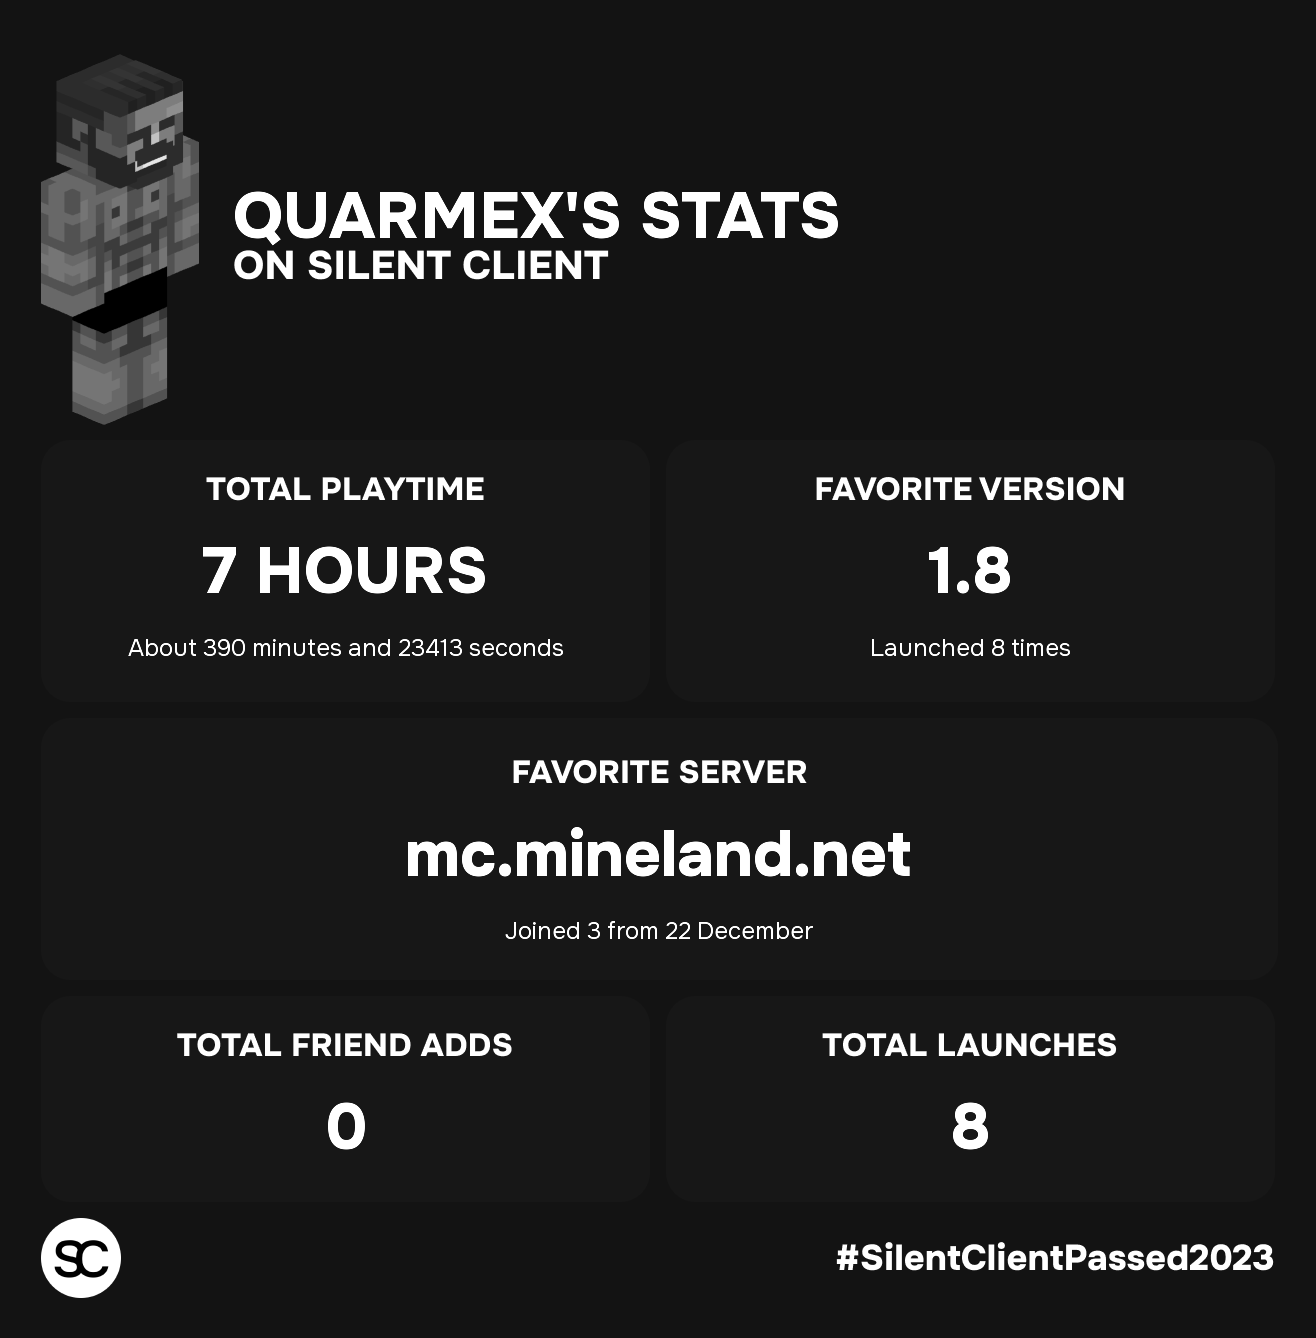 QUARMEX'S STATS
ON SILENT CLIENT
TOTAL PLAYTIME
7 HOURS
About 390 minutes and 23413 seconds
FAVORITE VERSION
1.8
Launched 8 times
FAVORITE SERVER
mc.mineland.net
Joined 3 from 22 December
TOTAL FRIEND ADDS
0
TOTAL LAUNCHES
8
SC
#SilentClientPassed2023